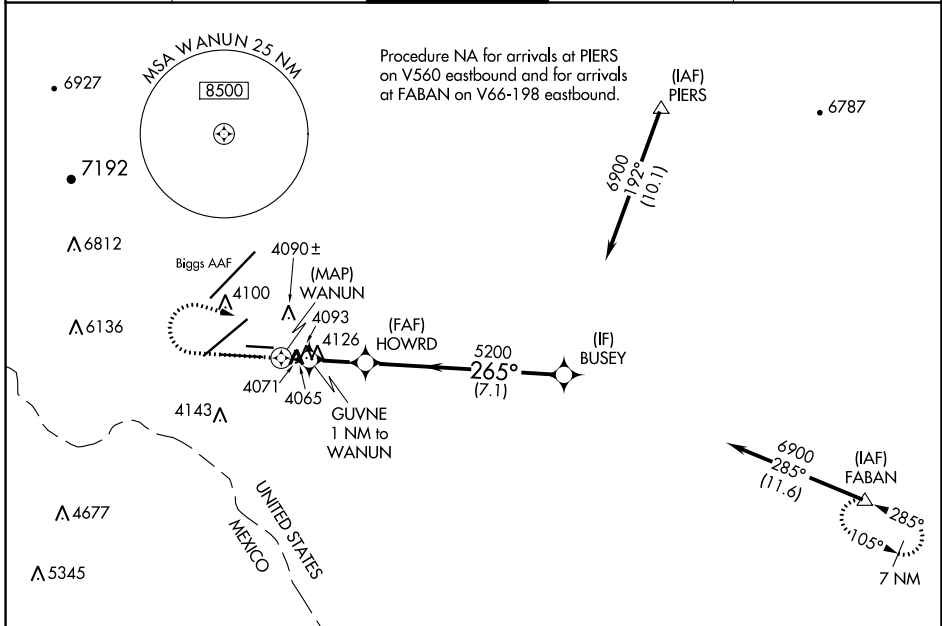 MSA WANUN 25 NM
8500
Procedure NA for arrivals at PIERS
on V560 eastbound and for arrivals
at FABAN on V66-198 eastbound.
6927
7192
6812
6136
(IAF)
PIERS
6787
6900
192°
(10.1)
Biggs AAF
4090±
4100
(MAP)
WANUN
4093
4126
(FAF)
HOWRD
5200
265°
(7.1)
(IF)
BUSEY
4071
4065
GUVNE
1 NM to
WANUN
4143
6900
285°
(11.6)
(IAF)
FABAN
285°
105°
7 NM
UNITED STATES
MEXICO
4677
5345